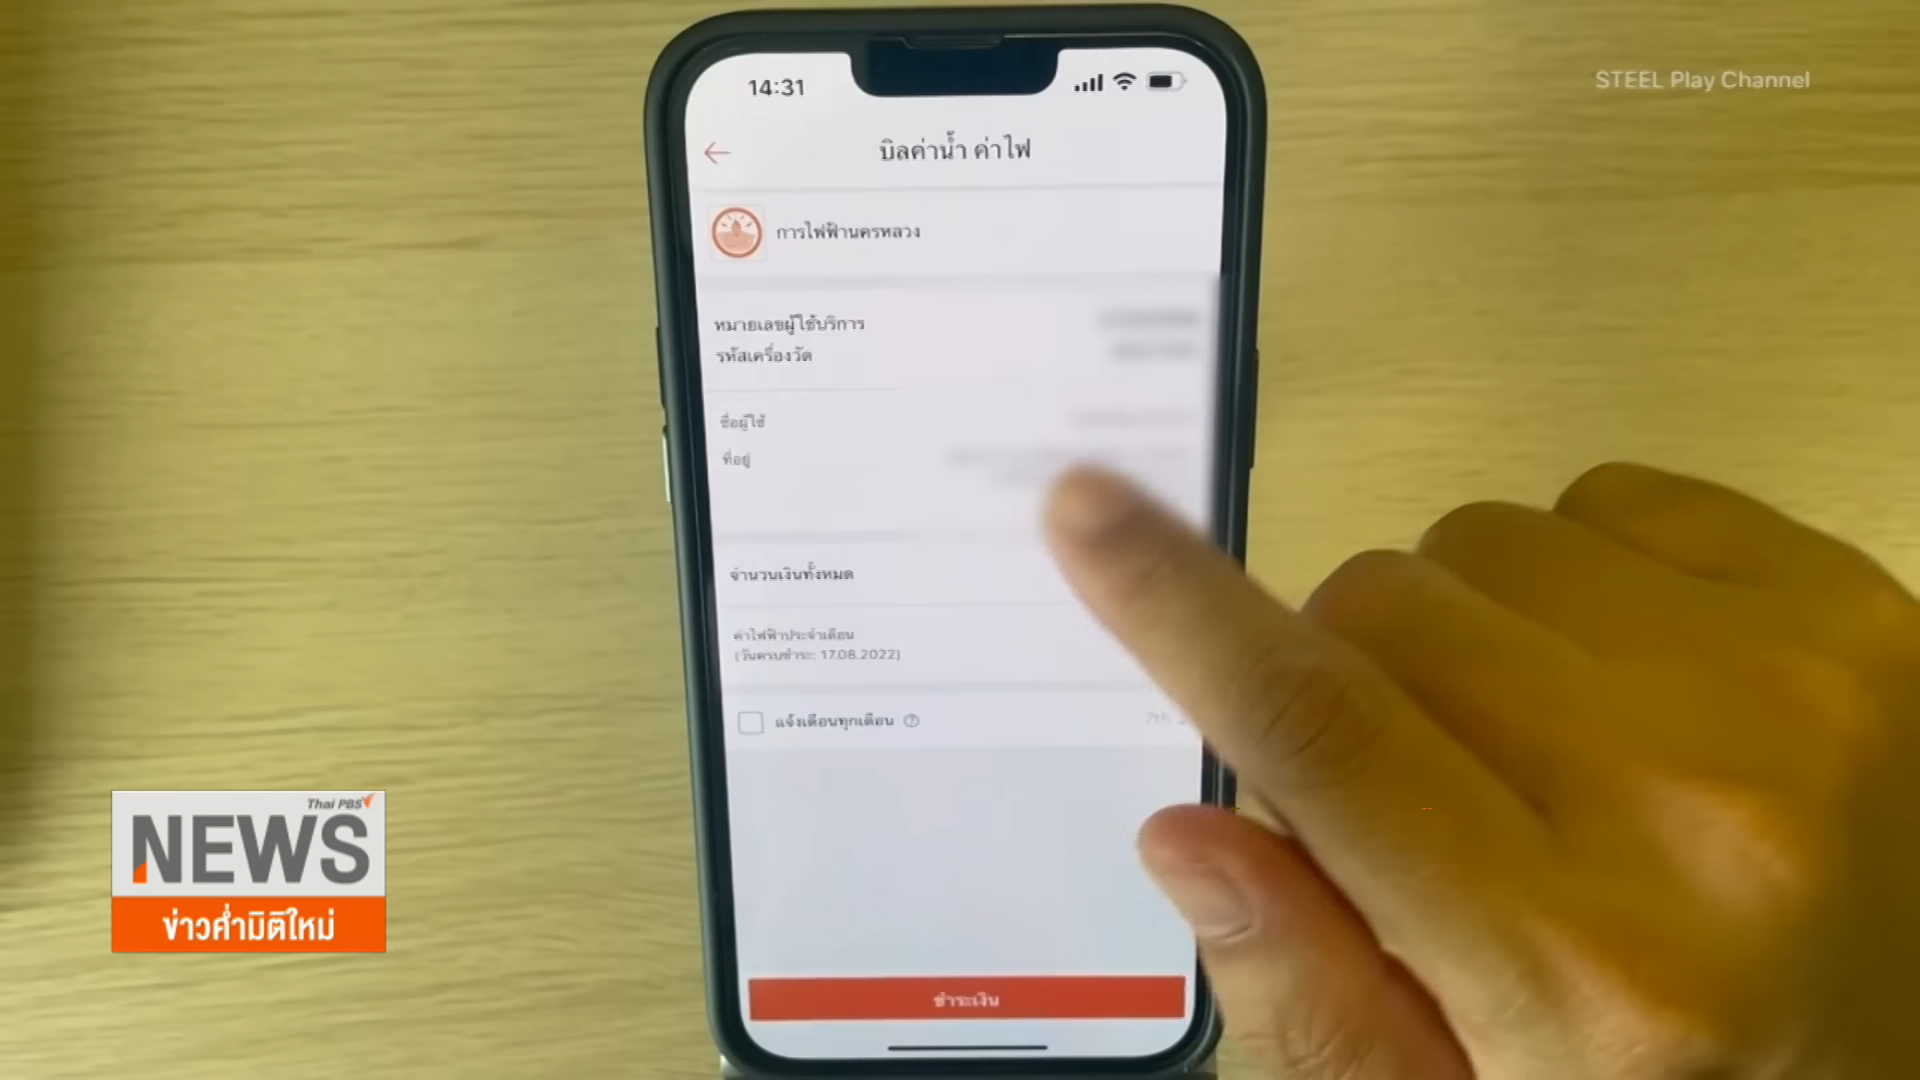 14:31
STEEL Play Channel
บิลค่าน้ำ ค่าไฟ
การไฟฟ้านครหลวง
หมายเลขผู้ใช้บริการ
รหัสเครื่องวัด
ชื่อผู้ใช้
ที่อยู่
จำนวนเงินทั้งหมด
ค่าไฟฟ้าประจำเดือน
(วันครบชำระ: 17.08.2022)
แจ้งเตือนทุกเดือน
ชำระเงิน
Thai PBS
NEWS
ข่าวค่ำมิติใหม่